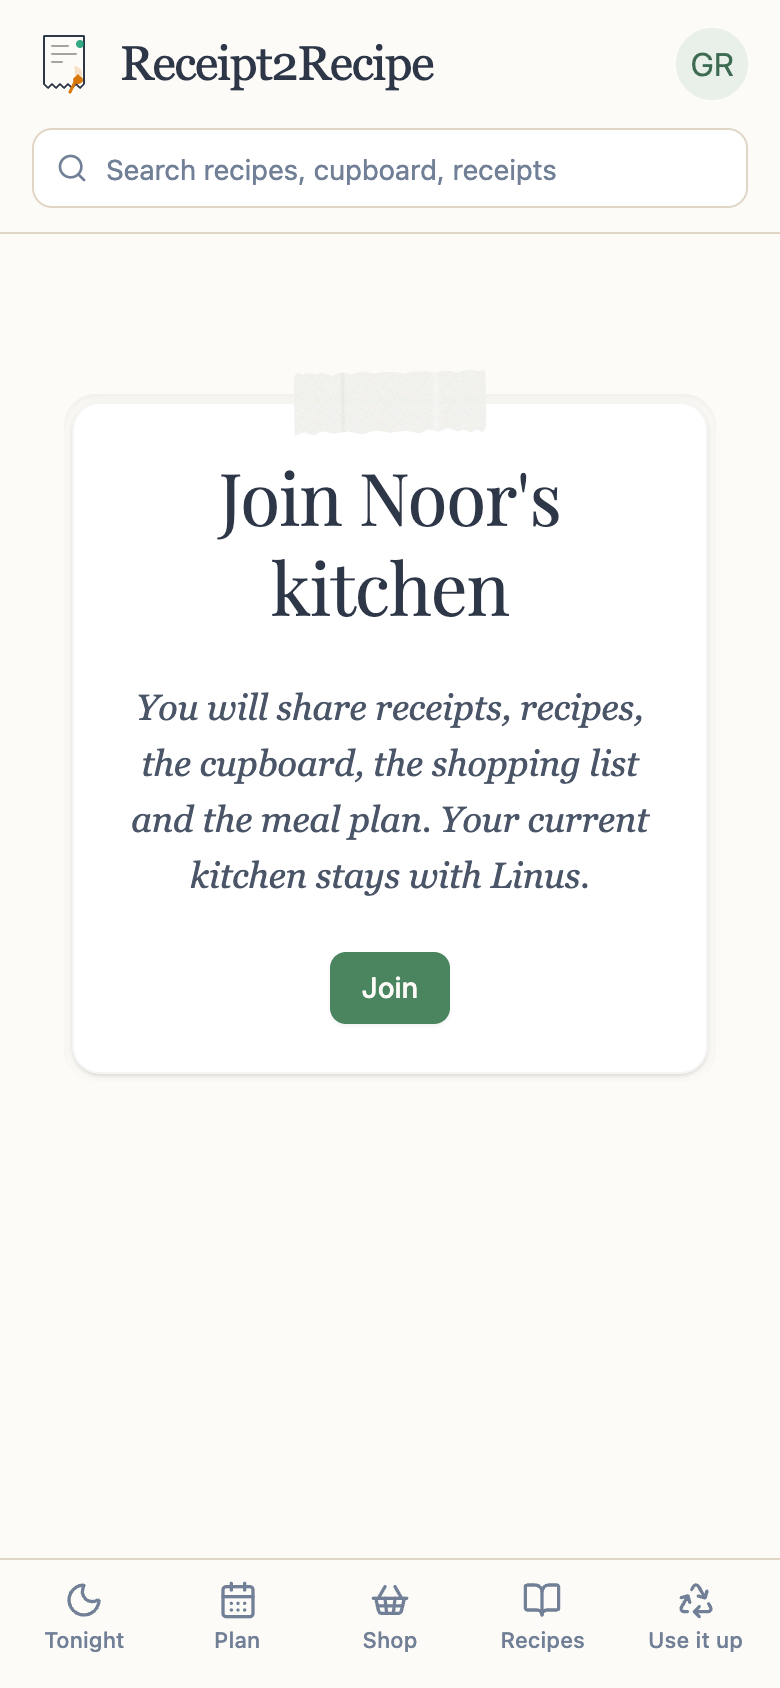 Receipt2Recipe
GR
Search recipes, cupboard, receipts
Join Noor's
kitchen
You will share receipts, recipes,
the cupboard, the shopping list
and the meal plan. Your current
kitchen stays with Linus.
Join
Tonight
Plan
Shop
Recipes
Use it up